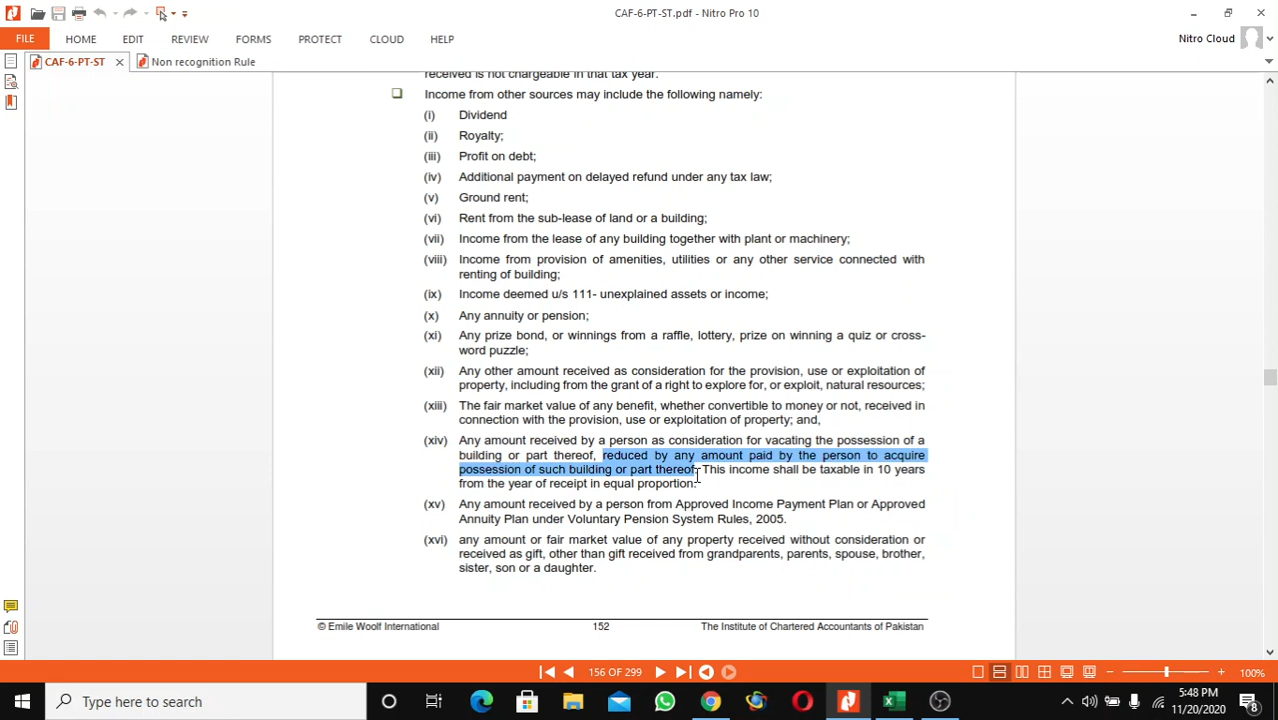 CAF-6-PT-ST.pdf - Nitro Pro 10
FILE HOME EDIT REVIEW FORMS PROTECT CLOUD HELP Nitro Cloud
CAF-6-PT-ST Non recognition Rule
received is not chargeable in that tax year.
Income from other sources may include the following namely:
(i) Dividend
(ii) Royalty;
(iii) Profit on debt;
(iv) Additional payment on delayed refund under any tax law;
(v) Ground rent;
(vi) Rent from the sub-lease of land or a building;
(vii) Income from the lease of any building together with plant or machinery;
(viii) Income from provision of amenities, utilities or any other service connected with
renting of building;
(ix) Income deemed u/s 111- unexplained assets or income;
(x) Any annuity or pension;
(xi) Any prize bond, or winnings from a raffle, lottery, prize on winning a quiz or cross-
word puzzle;
(xii) Any other amount received as consideration for the provision, use or exploitation of
property, including from the grant of a right to explore for, or exploit, natural resources;
(xiii) The fair market value of any benefit, whether convertible to money or not, received in
connection with the provision, use or exploitation of property; and,
(xiv) Any amount received by a person as consideration for vacating the possession of a
building or part thereof, reduced by any amount paid by the person to acquire
possession of such building or part thereof. This income shall be taxable in 10 years
from the year of receipt in equal proportion.
(xv) Any amount received by a person from Approved Income Payment Plan or Approved
Annuity Plan under Voluntary Pension System Rules, 2005.
(xvi) any amount or fair market value of any property received without consideration or
received as gift, other than gift received from grandparents, parents, spouse, brother,
sister, son or a daughter.
© Emile Woolf International 152 The Institute of Chartered Accountants of Pakistan
156 OF 299 100%
Type here to search 5:48 PM
11/20/2020 8